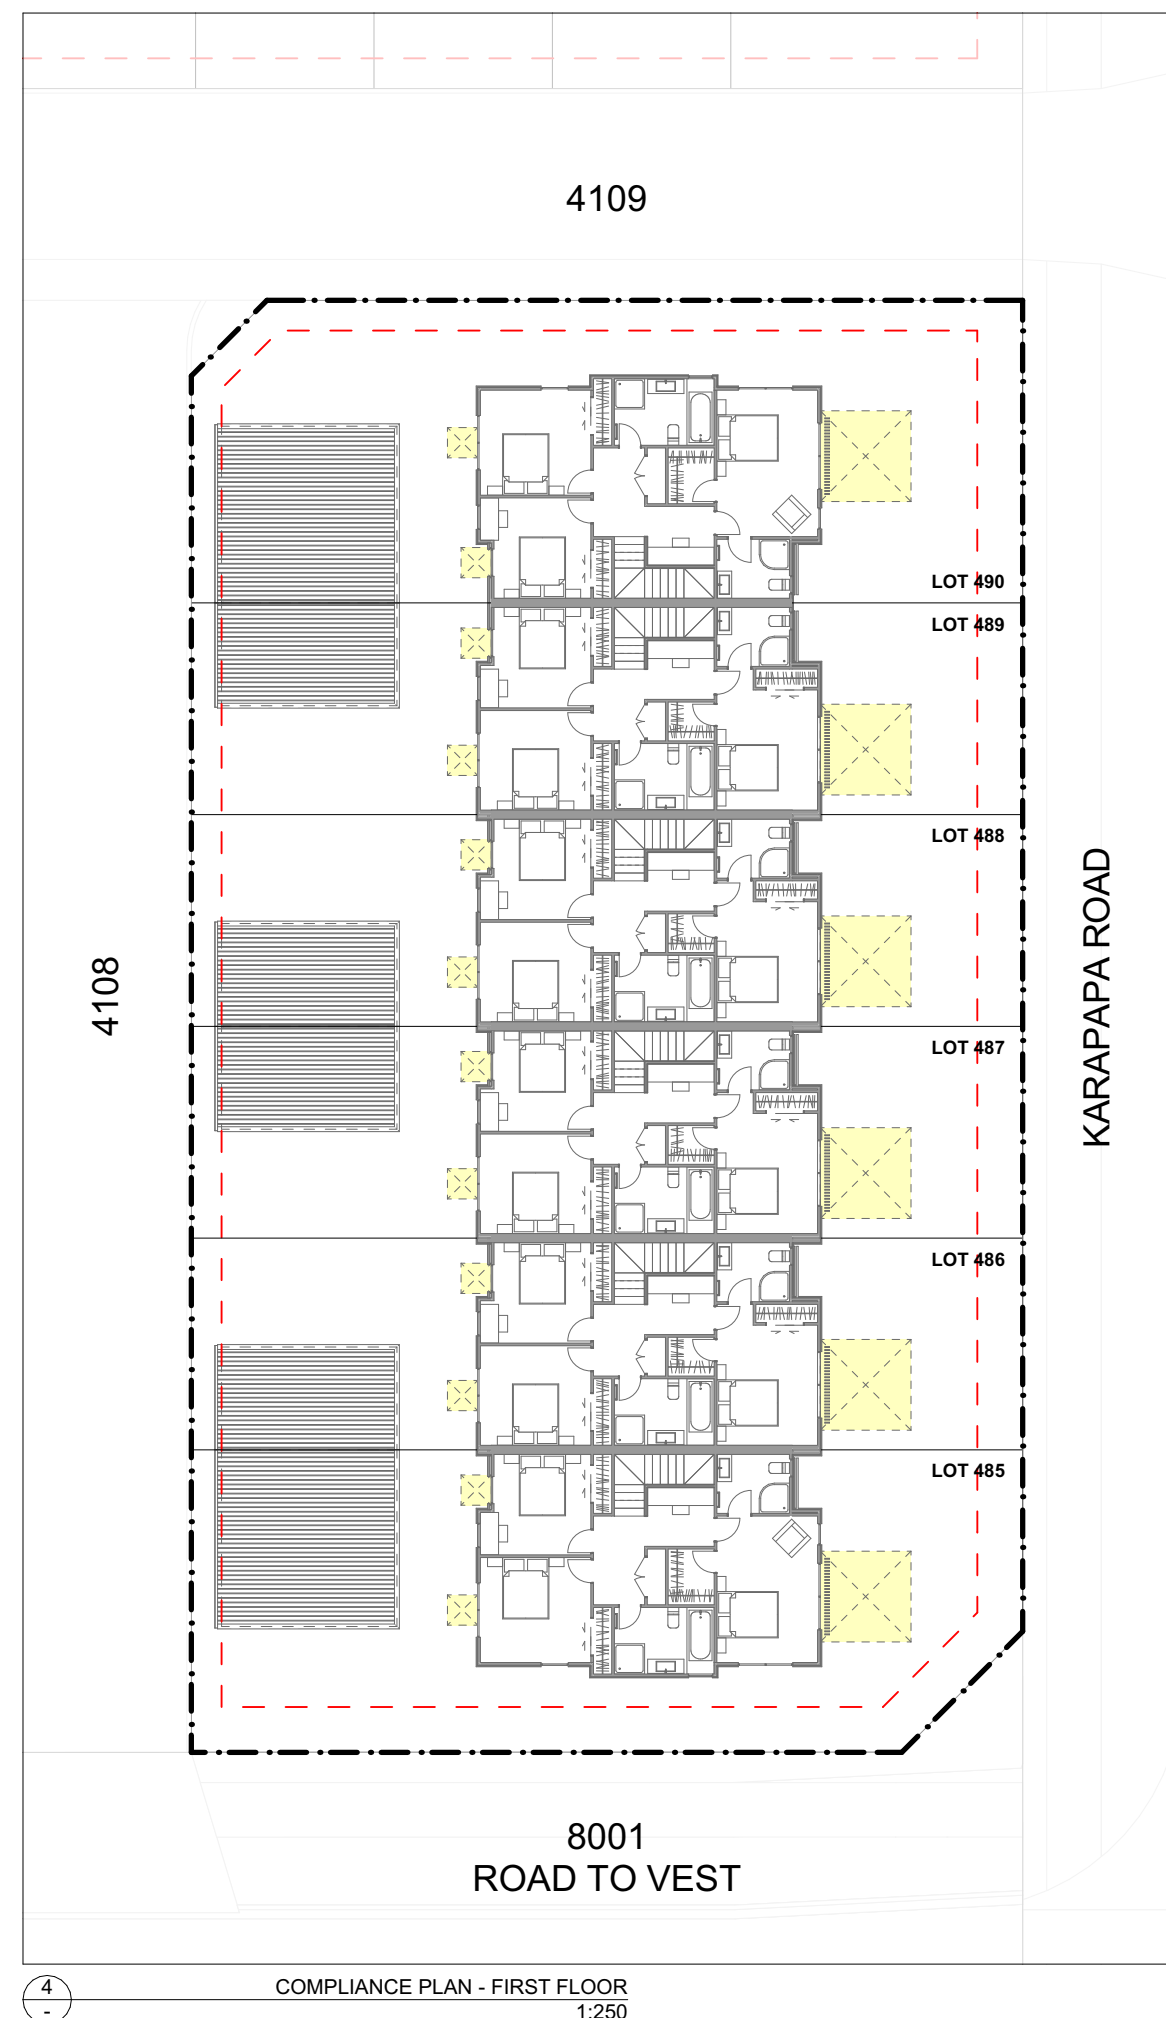 4109
LOT 490
LOT 489
LOT 488
4108
KARAPAPA ROAD
LOT 487
LOT 486
LOT 485
8001
ROAD TO VEST
4
-
COMPLIANCE PLAN - FIRST FLOOR
1:250